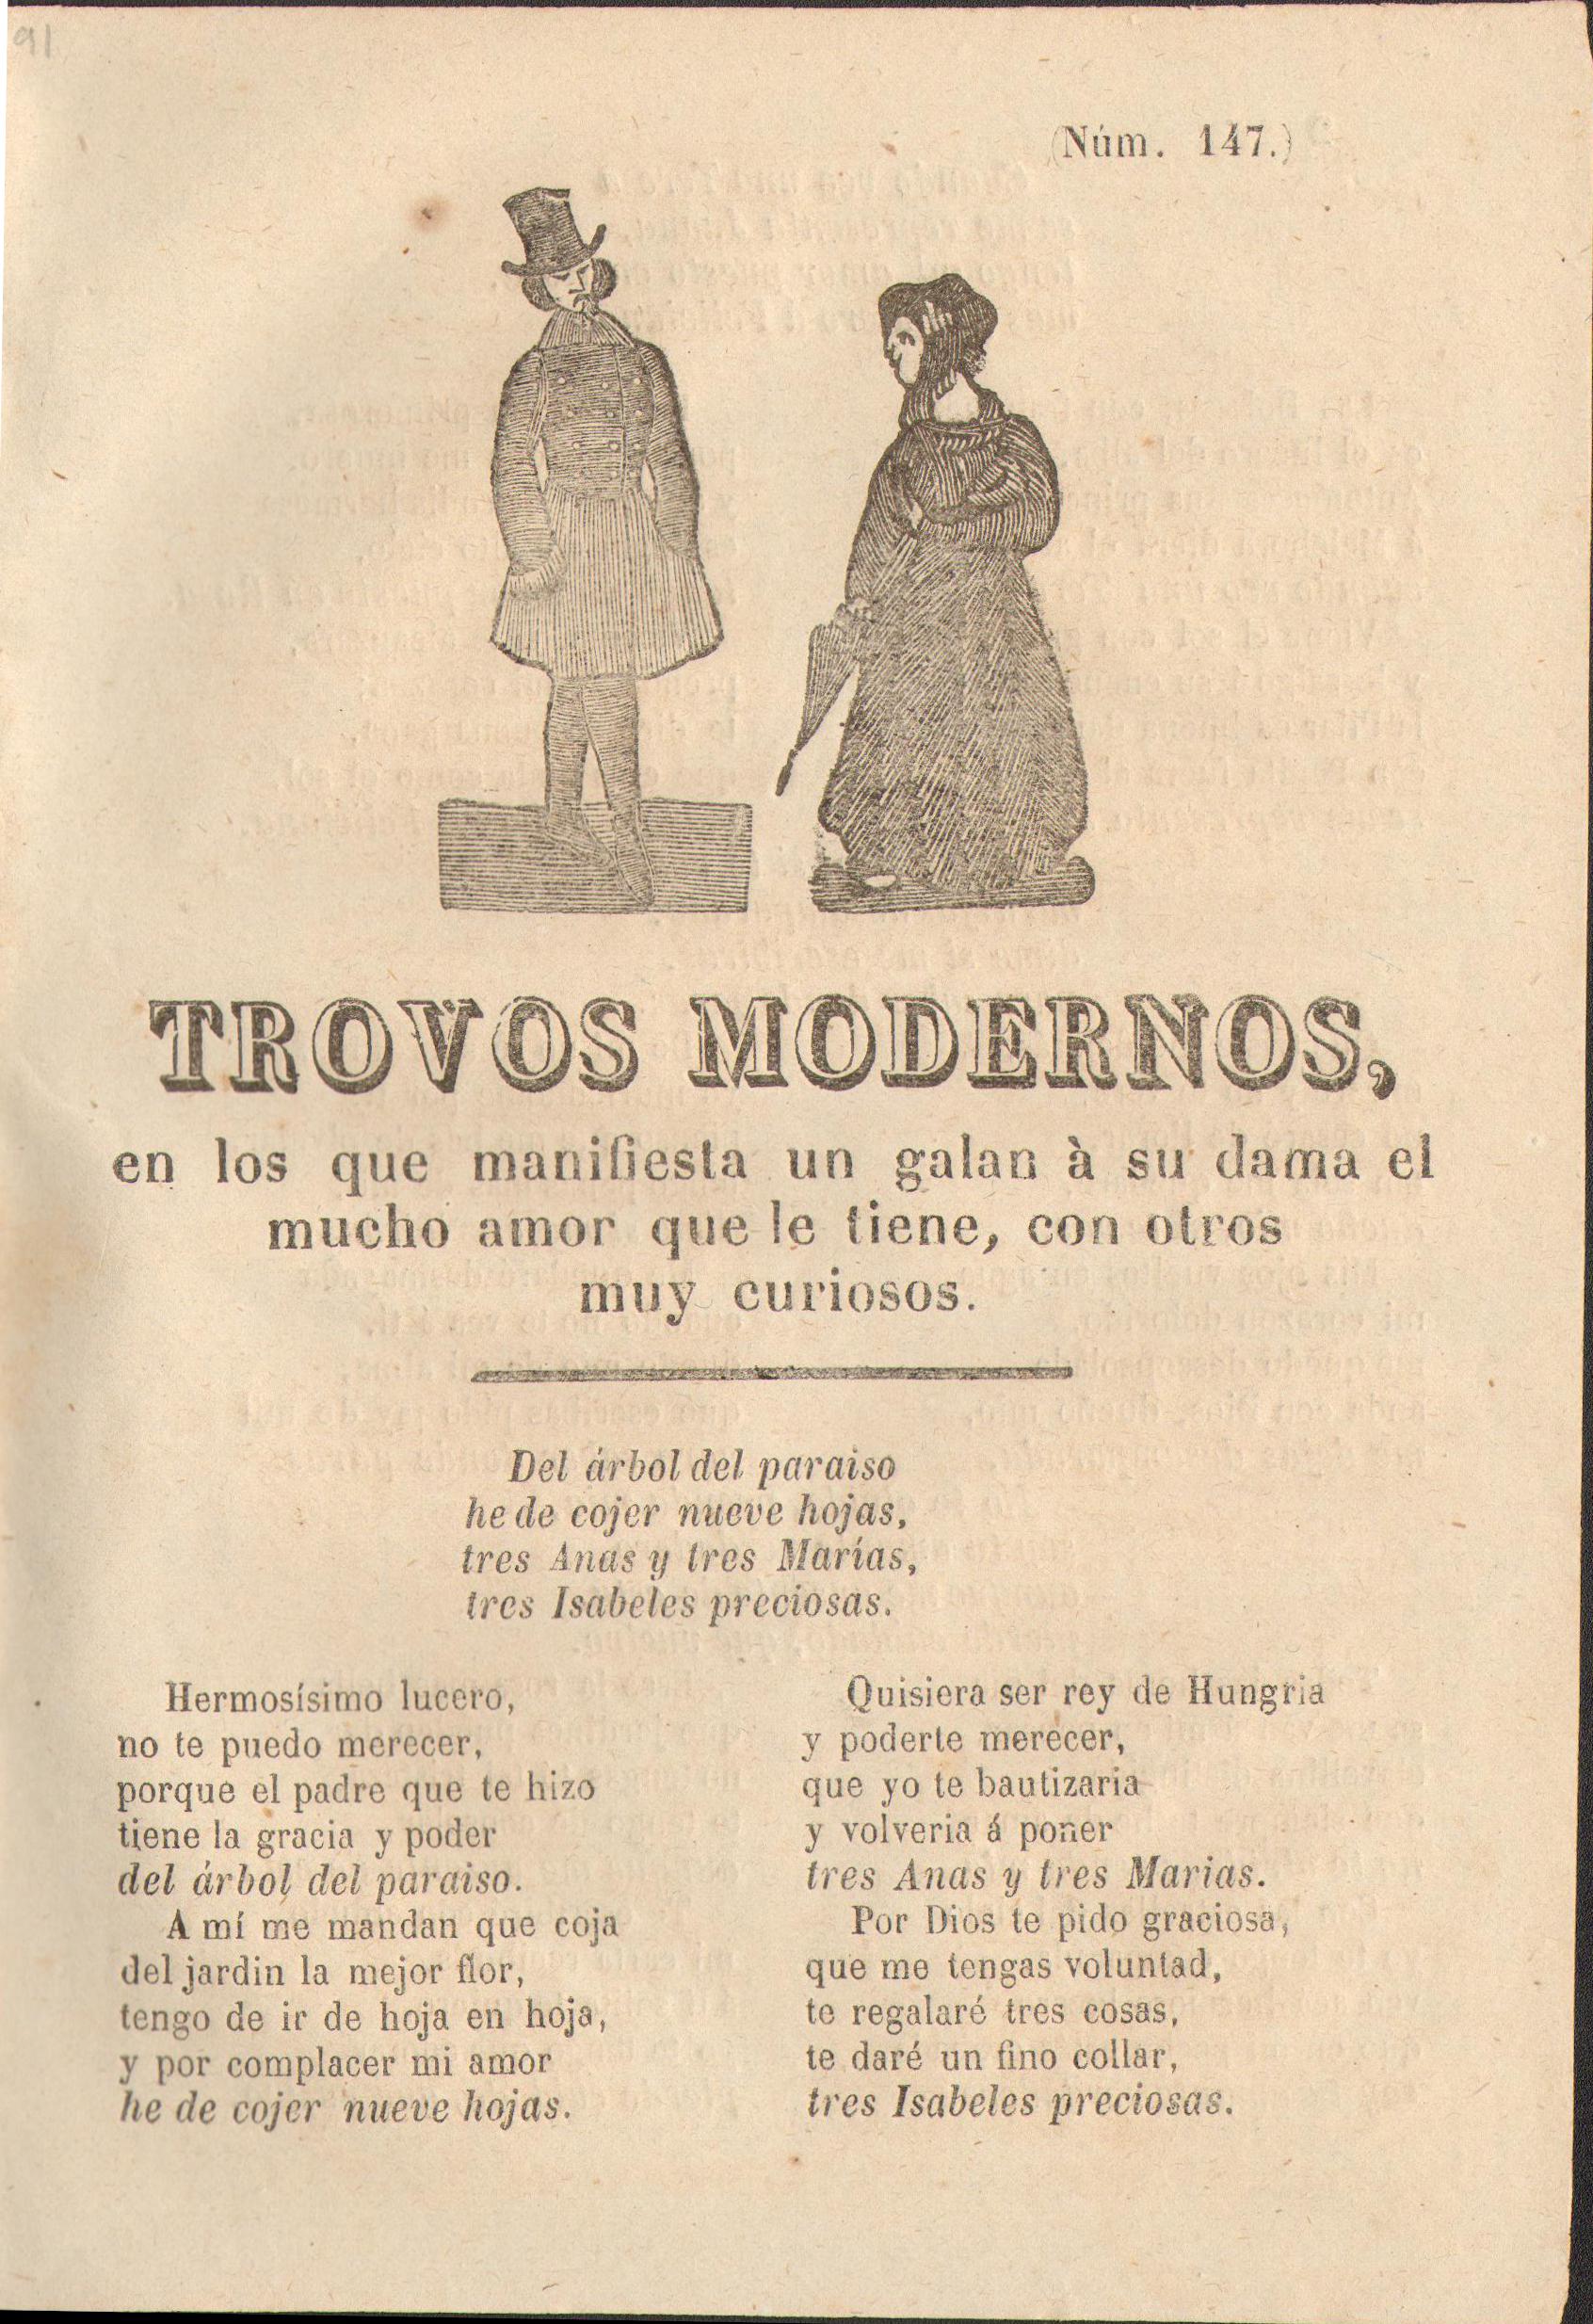 91
(Núm. 147.)
TROVOS MODERNOS,
en los que manifiesta un galan à su dama el
mucho amor que le tiene, con otros
muy curiosos.
Del árbol del paraiso
he de cojer nueve hojas,
tres Anas y tres Marías,
tres Isabeles preciosas.
Hermosísimo lucero,
no te puedo merecer,
porque el padre que te hizo
tiene la gracia y poder
del árbol del paraiso.
A mí me mandan que coja
del jardin la mejor flor,
tengo de ir de hoja en hoja,
y por complacer mi amor
he de cojer nueve hojas.
Quisiera ser rey de Hungria
y poderte merecer,
que yo te bautizaria
y volveria á poner
tres Anas y tres Marias.
Por Dios te pido graciosa,
que me tengas voluntad,
te regalaré tres cosas,
te daré un fino collar,
tres Isabeles preciosas.